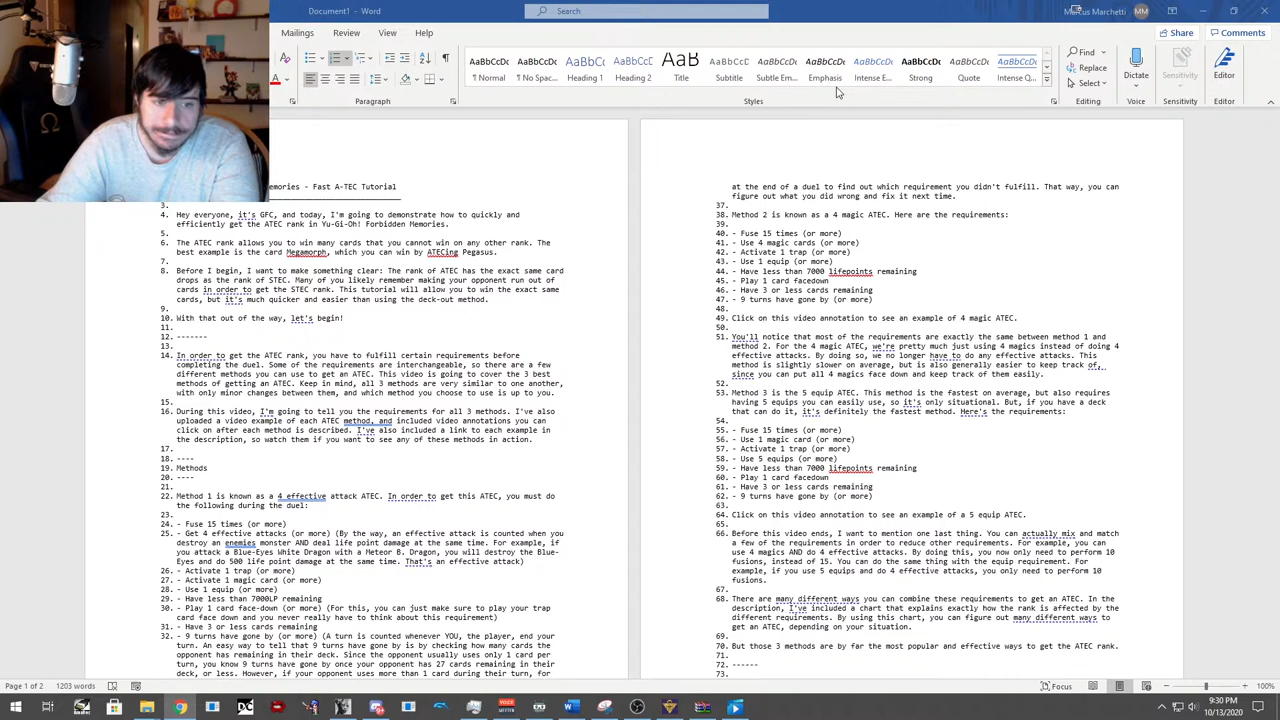 Document1 - Word
Search
Marcus Marchetti
MM
Mailings Review View Help
Share Comments
AaBbCcDc AaBbCcDc AaBbC( AaBbCcC AaB AaBbCcC AaBbCcDc AaBbCcDc AaBbCcDc AaBbCcDc AaBbCcDc AaBbCcDc
¶ Normal ¶ No Spac... Heading 1 Heading 2 Title Subtitle Subtle Em... Emphasis Intense E... Strong Quote Intense Q...
Find
Replace
Select
Dictate Sensitivity Editor
Paragraph Styles Editing Voice Sensitivity Editor
emories - Fast A-TEC Tutorial
3.
4. Hey everyone, it's GFC, and today, I'm going to demonstrate how to quickly and
efficiently get the ATEC rank in Yu-Gi-Oh! Forbidden Memories.
5.
6. The ATEC rank allows you to win many cards that you cannot win on any other rank. The
best example is the card Megamorph, which you can win by ATECing Pegasus.
7.
8. Before I begin, I want to make something clear: The rank of ATEC has the exact same card
drops as the rank of STEC. Many of you likely remember making your opponent run out of
cards in order to get the STEC rank. This tutorial will allow you to win the exact same
cards, but it's much quicker and easier than using the deck-out method.
9.
10. With that out of the way, let's begin!
11.
12. -------
13.
14. In order to get the ATEC rank, you have to fulfill certain requirements before
completing the duel. Some of the requirements are interchangeable, so there are a few
different methods you can use to get an ATEC. This video is going to cover the 3 best
methods of getting an ATEC. Keep in mind, all 3 methods are very similar to one another,
with only minor changes between them, and which method you choose to use is up to you.
15.
16. During this video, I'm going to tell you the requirements for all 3 methods. I've also
uploaded a video example of each ATEC method, and included video annotations you can
click on after each method is described. I've also included a link to each example in
the description, so watch them if you want to see any of these methods in action.
17.
18. ----
19. Methods
20. ----
21.
22. Method 1 is known as a 4 effective attack ATEC. In order to get this ATEC, you must do
the following during the duel:
23.
24. - Fuse 15 times (or more)
25. - Get 4 effective attacks (or more) (By the way, an effective attack is counted when you
destroy an enemies monster AND deal life point damage at the same time. For example, if
you attack a Blue-Eyes White Dragon with a Meteor B. Dragon, you will destroy the Blue-
Eyes and do 500 life point damage at the same time. That's an effective attack)
26. - Activate 1 trap (or more)
27. - Activate 1 magic card (or more)
28. - Use 1 equip (or more)
29. - Have less than 7000LP remaining
30. - Play 1 card face-down (or more) (For this, you can just make sure to play your trap
card face down and you never really have to think about this requirement)
31. - Have 3 or less cards remaining
32. - 9 turns have gone by (or more) (A turn is counted whenever YOU, the player, end your
turn. An easy way to tell that 9 turns have gone by is by checking how many cards the
opponent has remaining in their deck. Since the opponent usually uses only 1 card per
turn, you know 9 turns have gone by once your opponent has 27 cards remaining in their
deck, or less. However, if your opponent uses more than 1 card during their turn, for
at the end of a duel to find out which requirement you didn't fulfill. That way, you can
figure out what you did wrong and fix it next time.
37.
38. Method 2 is known as a 4 magic ATEC. Here are the requirements:
39.
40. - Fuse 15 times (or more)
41. - Use 4 magic cards (or more)
42. - Activate 1 trap (or more)
43. - Use 1 equip (or more)
44. - Have less than 7000 lifepoints remaining
45. - Play 1 card facedown
46. - Have 3 or less cards remaining
47. - 9 turns have gone by (or more)
48.
49. Click on this video annotation to see an example of 4 magic ATEC.
50.
51. You'll notice that most of the requirements are exactly the same between method 1 and
method 2. For the 4 magic ATEC, we're pretty much just using 4 magics instead of doing 4
effective attacks. By doing so, we no longer have to do any effective attacks. This
method is slightly slower on average, but is also generally easier to keep track of,
since you can put all 4 magics face down and keep track of them easily.
52.
53. Method 3 is the 5 equip ATEC. This method is the fastest on average, but also requires
having 5 equips you can easily use, so it's only situational. But, if you have a deck
that can do it, it's definitely the fastest method. Here's the requirements:
54.
55. - Fuse 15 times (or more)
56. - Use 1 magic card (or more)
57. - Activate 1 trap (or more)
58. - Use 5 equips (or more)
59. - Have less than 7000 lifepoints remaining
60. - Play 1 card facedown
61. - Have 3 or less cards remaining
62. - 9 turns have gone by (or more)
63.
64. Click on this video annotation to see an example of a 5 equip ATEC.
65.
66. Before this video ends, I want to mention one last thing. You can actually mix and match
a few of the requirements in order to reduce other requirements. For example, you can
use 4 magics AND do 4 effective attacks. By doing this, you now only need to perform 10
fusions, instead of 15. You can do the same thing with the equip requirement. For
example, if you use 5 equips and do 4 effective attacks, you only need to perform 10
fusions.
67.
68. There are many different ways you can combine these requirements to get an ATEC. In the
description, I've included a chart that explains exactly how the rank is affected by the
different requirements. By using this chart, you can figure out many different ways to
get an ATEC, depending on your situation.
69.
70. But those 3 methods are by far the most popular and effective ways to get the ATEC rank.
71.
72. ------
73.
Page 1 of 2 1203 words
Focus
100%
9:30 PM
10/13/2020